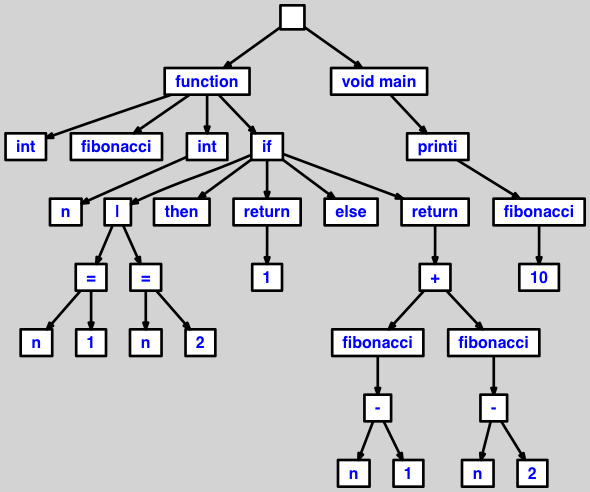 function void main
int fibonacci int if printi
n | then return else return fibonacci
= = 1 + 10
n 1 n 2 fibonacci fibonacci
- -
n 1 n 2